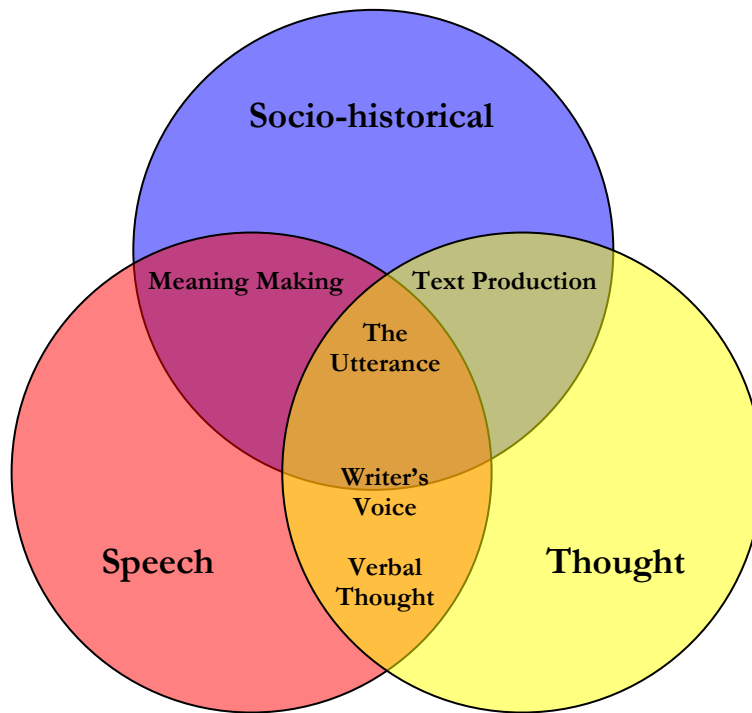 Socio-historical
Meaning Making
Text Production
The
Utterance
Writer’s
Voice
Speech
Thought
Verbal
Thought